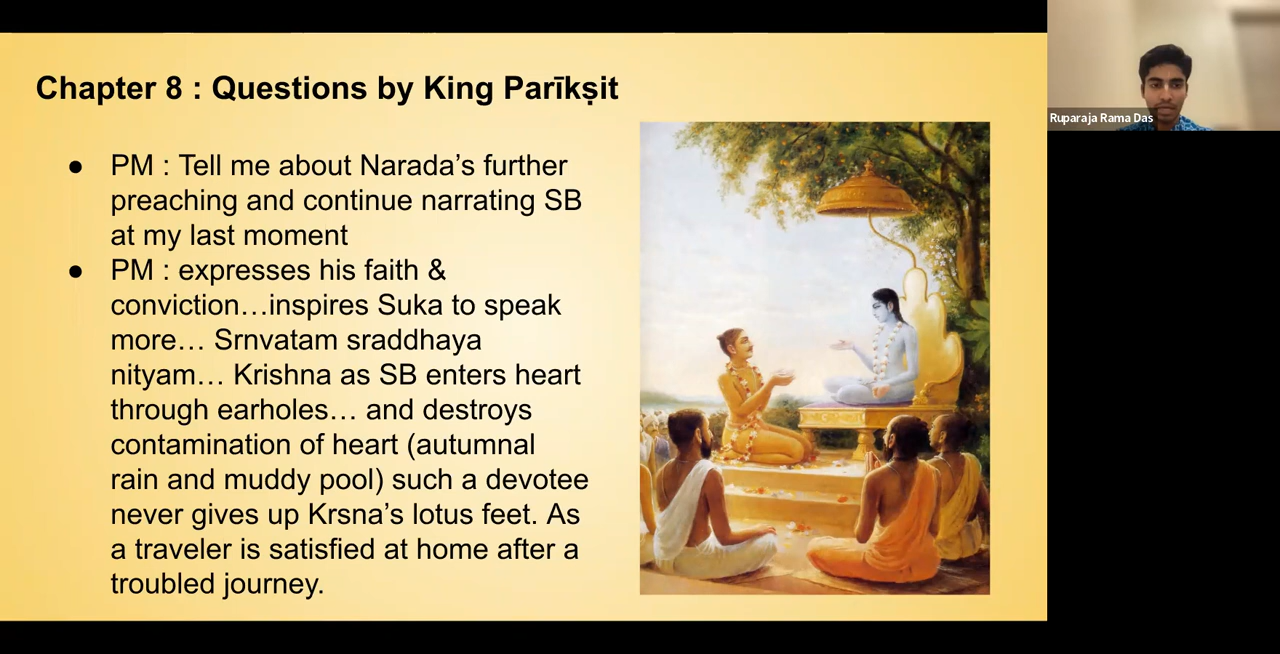 Chapter 8 : Questions by King Parīkṣit
● PM : Tell me about Narada’s further
preaching and continue narrating SB
at my last moment
● PM : expresses his faith &
conviction…inspires Suka to speak
more… Srnvatam sraddhaya
nityam… Krishna as SB enters heart
through earholes… and destroys
contamination of heart (autumnal
rain and muddy pool) such a devotee
never gives up Krsna’s lotus feet. As
a traveler is satisfied at home after a
troubled journey.
Ruparaja Rama Das